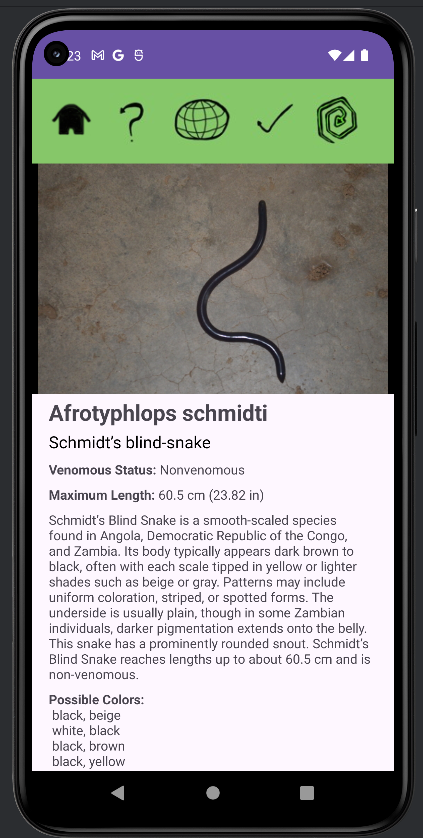 23
Afrotyphlops schmidti
Schmidt's blind-snake
Venomous Status: Nonvenomous
Maximum Length: 60.5 cm (23.82 in)
Schmidt's Blind Snake is a smooth-scaled species
found in Angola, Democratic Republic of the Congo,
and Zambia. Its body typically appears dark brown to
black, often with each scale tipped in yellow or lighter
shades such as beige or gray. Patterns may include
uniform coloration, striped, or spotted forms. The
underside is usually plain, though in some Zambian
individuals, darker pigmentation extends onto the belly.
This snake has a prominently rounded snout. Schmidt's
Blind Snake reaches lengths up to about 60.5 cm and is
non-venomous.
Possible Colors:
black, beige
white, black
black, brown
black, yellow